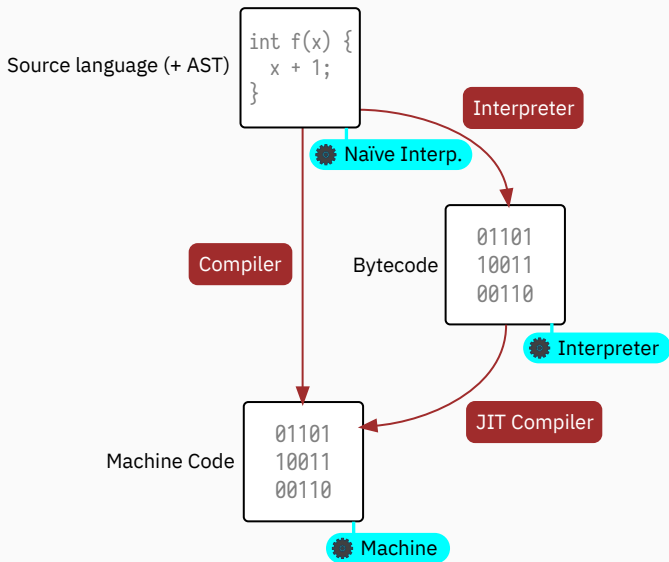 Source language (+ AST)
int f(x) {
x + 1;
}
Interpreter
Naïve Interp.
Compiler
Bytecode
01101
10011
00110
Interpreter
JIT Compiler
Machine Code
01101
10011
00110
Machine